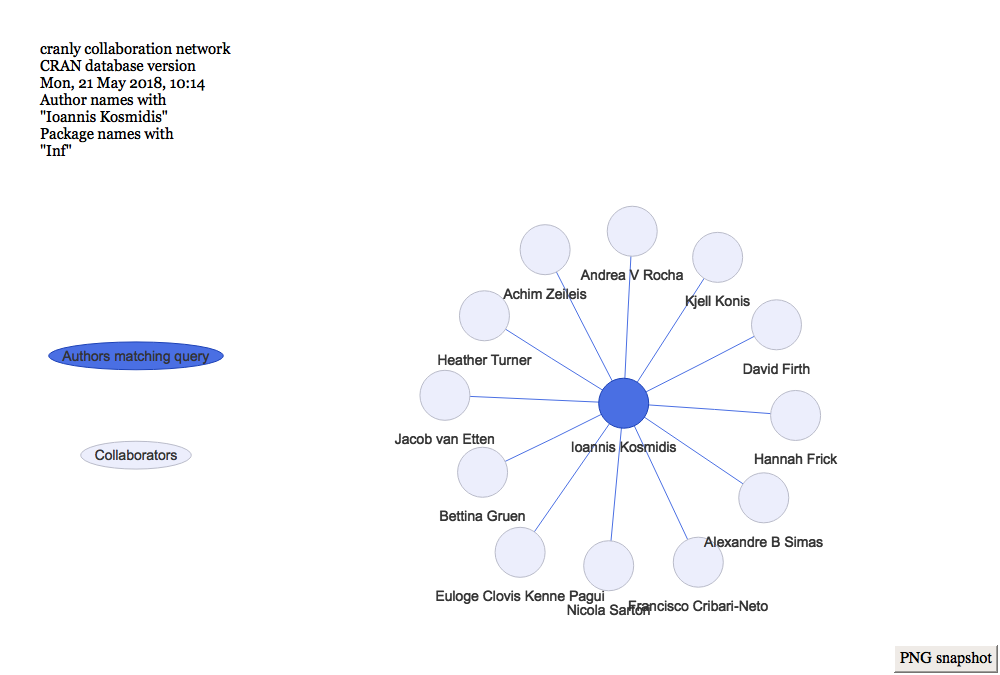 cranly collaboration network
CRAN database version
Mon, 21 May 2018, 10:14
Author names with
"Ioannis Kosmidis"
Package names with
"Inf"
Andrea V Rocha
Achim Zeileis
Kjell Konis
Authors matching query
Heather Turner
David Firth
Jacob van Etten
Ioannis Kosmidis
Collaborators
Hannah Frick
Bettina Gruen
Alexandre B Simas
Euloge Clovis Kenne Pagui
Nicola Sartori
Francisco Cribari-Neto
PNG snapshot